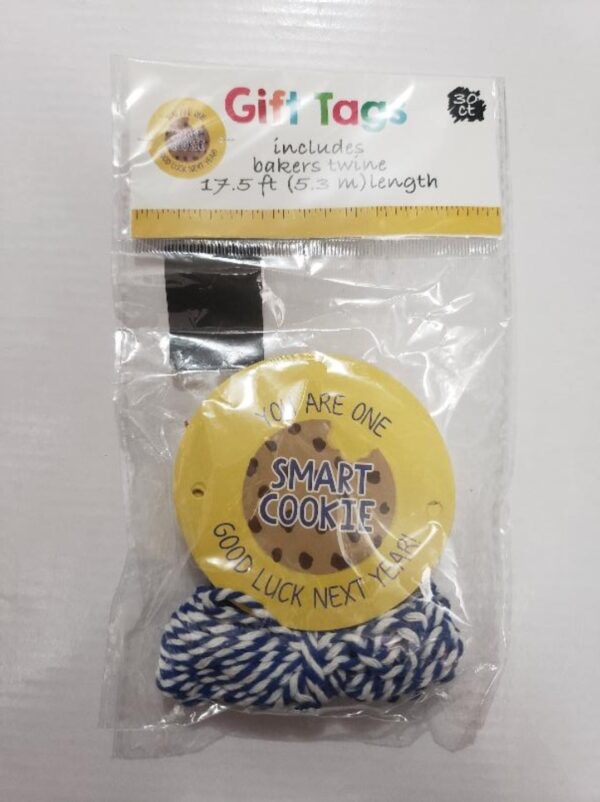 Gift Tags
30 ct
includes
bakers twine
17.5 ft (5.3 m) length
YOU ARE ONE
SMART
COOKIE
GOOD LUCK NEXT YEAR!